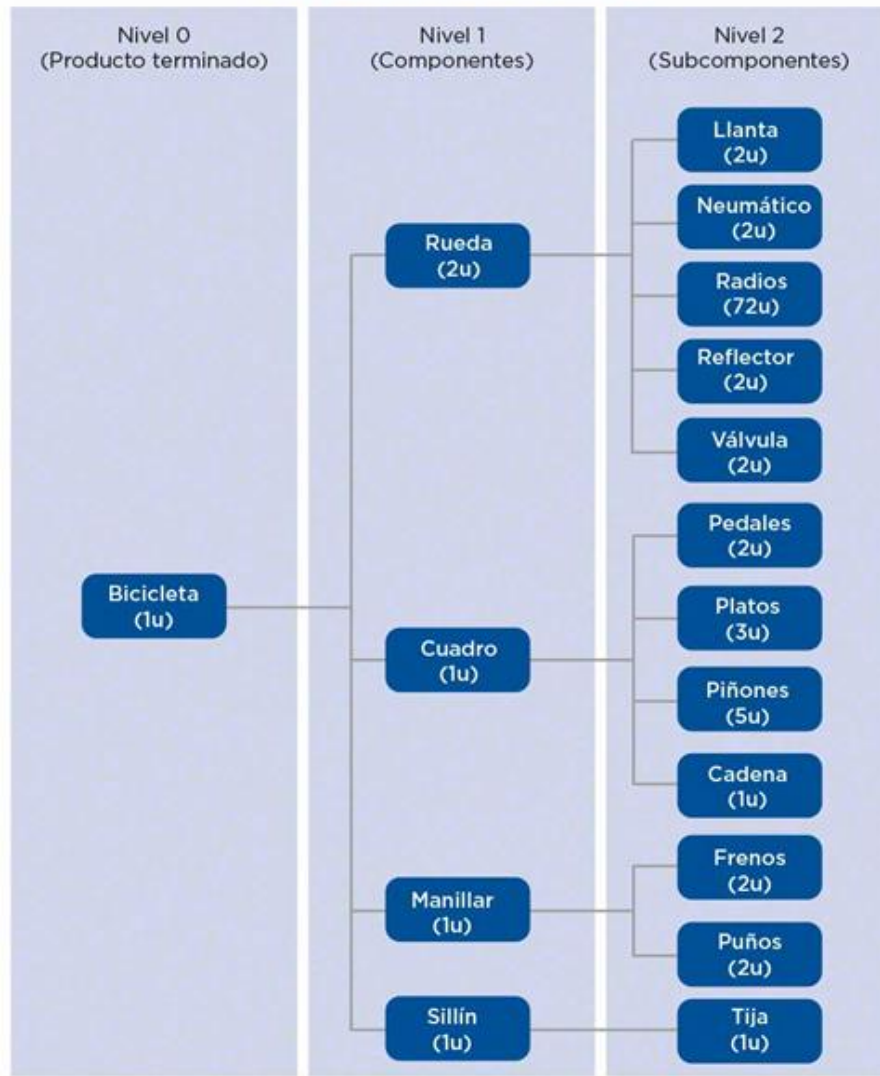 Nivel 0
(Producto terminado)
Nivel 1
(Componentes)
Nivel 2
(Subcomponentes)
Bicicleta
(1u)
Rueda
(2u)
Llanta
(2u)
Neumático
(2u)
Radios
(72u)
Reflector
(2u)
Válvula
(2u)
Cuadro
(1u)
Pedales
(2u)
Platos
(3u)
Piñones
(5u)
Cadena
(1u)
Manillar
(1u)
Frenos
(2u)
Puños
(2u)
Sillín
(1u)
Tija
(1u)